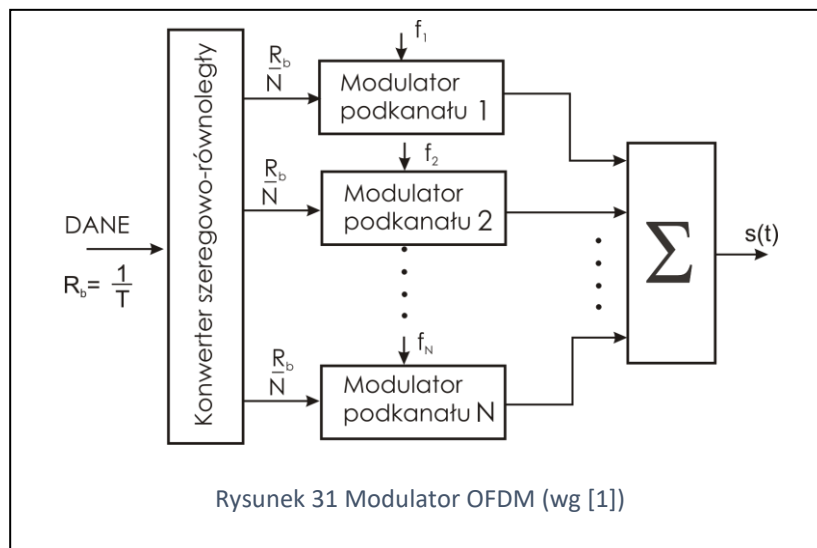 Konwerter szeregowo-równoległy
DANE
R_b = 1/T
R_b/N
f_1
Modulator
podkanału 1
R_b/N
f_2
Modulator
podkanału 2
R_b/N
f_N
Modulator
podkanału N
Σ
s(t)
Rysunek 31 Modulator OFDM (wg [1])